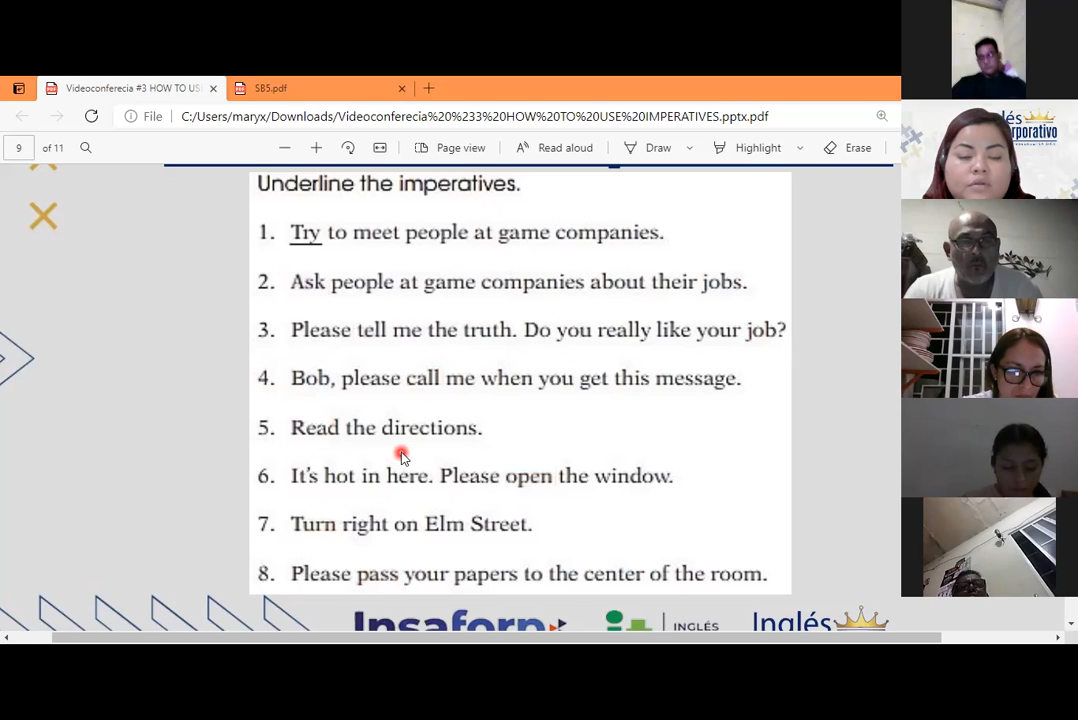 Videoconferecia #3 HOW TO US
SB5.pdf
File
C:/Users/maryx/Downloads/Videoconferecia%20%233%20HOW%20TO%20USE%20IMPERATIVES.pptx.pdf
9 of 11
Page view
Read aloud
Draw
Highlight
Erase
Underline the imperatives.
1. Try to meet people at game companies.
2. Ask people at game companies about their jobs.
3. Please tell me the truth. Do you really like your job?
4. Bob, please call me when you get this message.
5. Read the directions.
6. It's hot in here. Please open the window.
7. Turn right on Elm Street.
8. Please pass your papers to the center of the room.
Insaforp
INGLÉS
Inglés